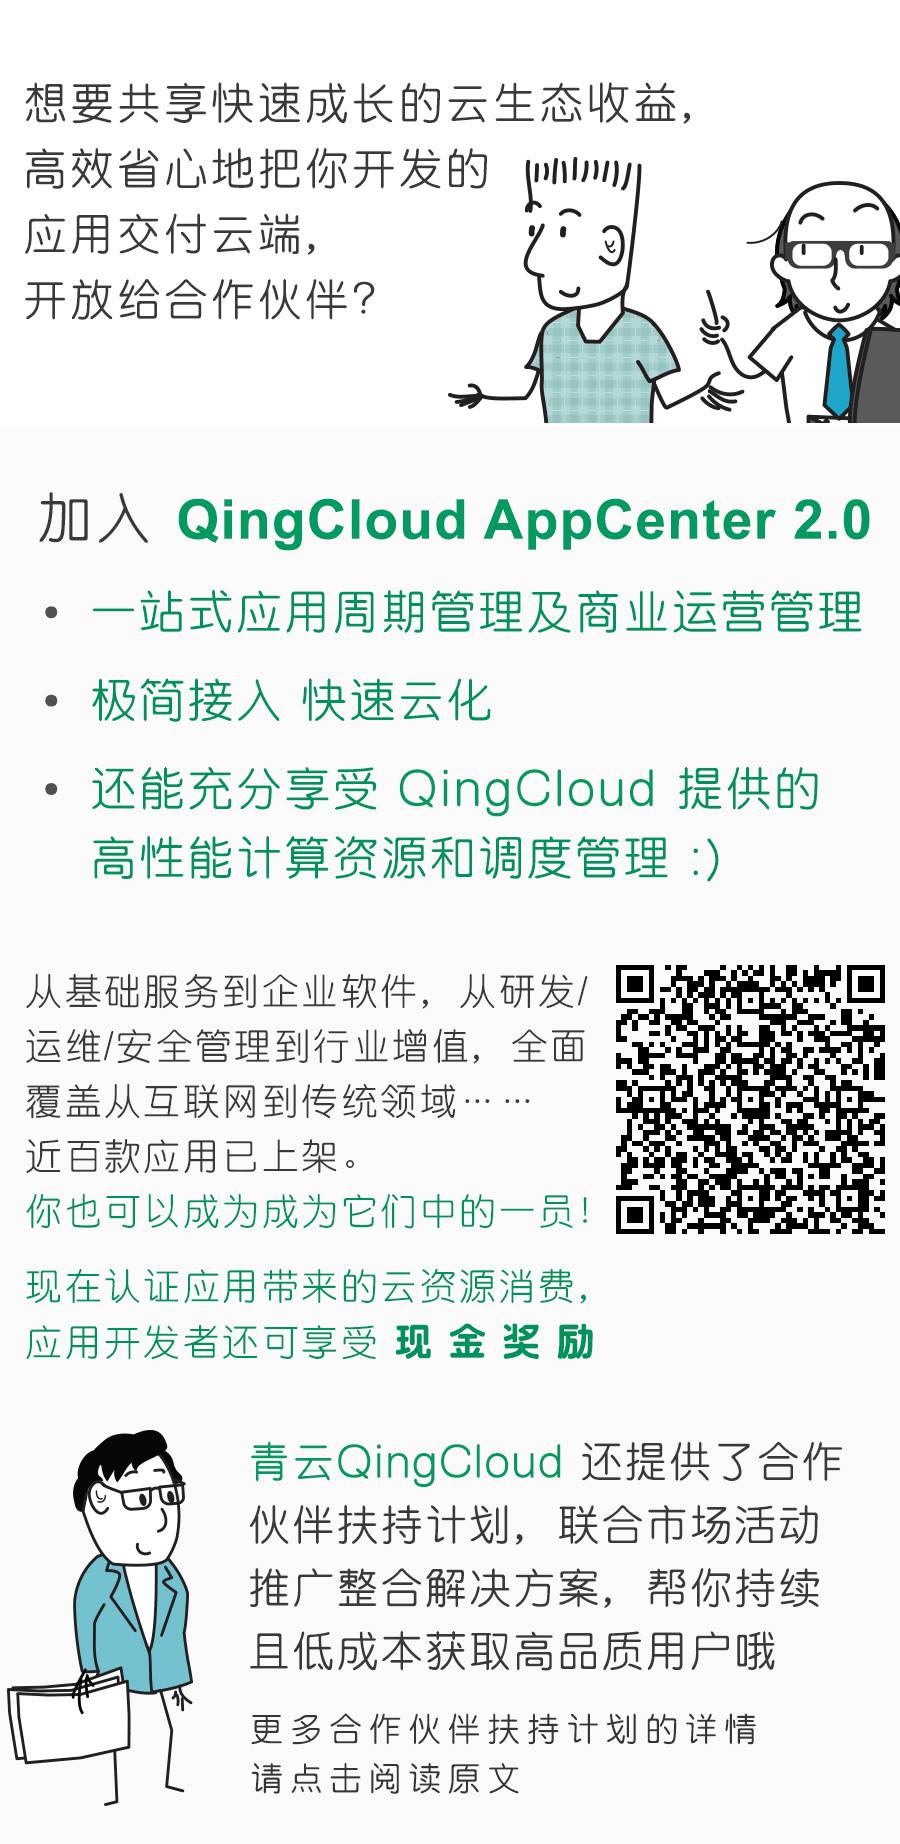 想要共享快速成长的云生态收益，
高效省心地把你开发的
应用交付云端，
开放给合作伙伴？
加入 QingCloud AppCenter 2.0
• 一站式应用周期管理及商业运营管理
• 极简接入 快速云化
• 还能充分享受 QingCloud 提供的
高性能计算资源和调度管理 :)
从基础服务到企业软件，从研发/
运维/安全管理到行业增值，全面
覆盖从互联网到传统领域… …
近百款应用已上架。
你也可以成为成为它们中的一员！
现在认证应用带来的云资源消费，
应用开发者还可享受 现金奖励
青云QingCloud 还提供了合作
伙伴扶持计划，联合市场活动
推广整合解决方案，帮你持续
且低成本获取高品质用户哦
更多合作伙伴扶持计划的详情
请点击阅读原文